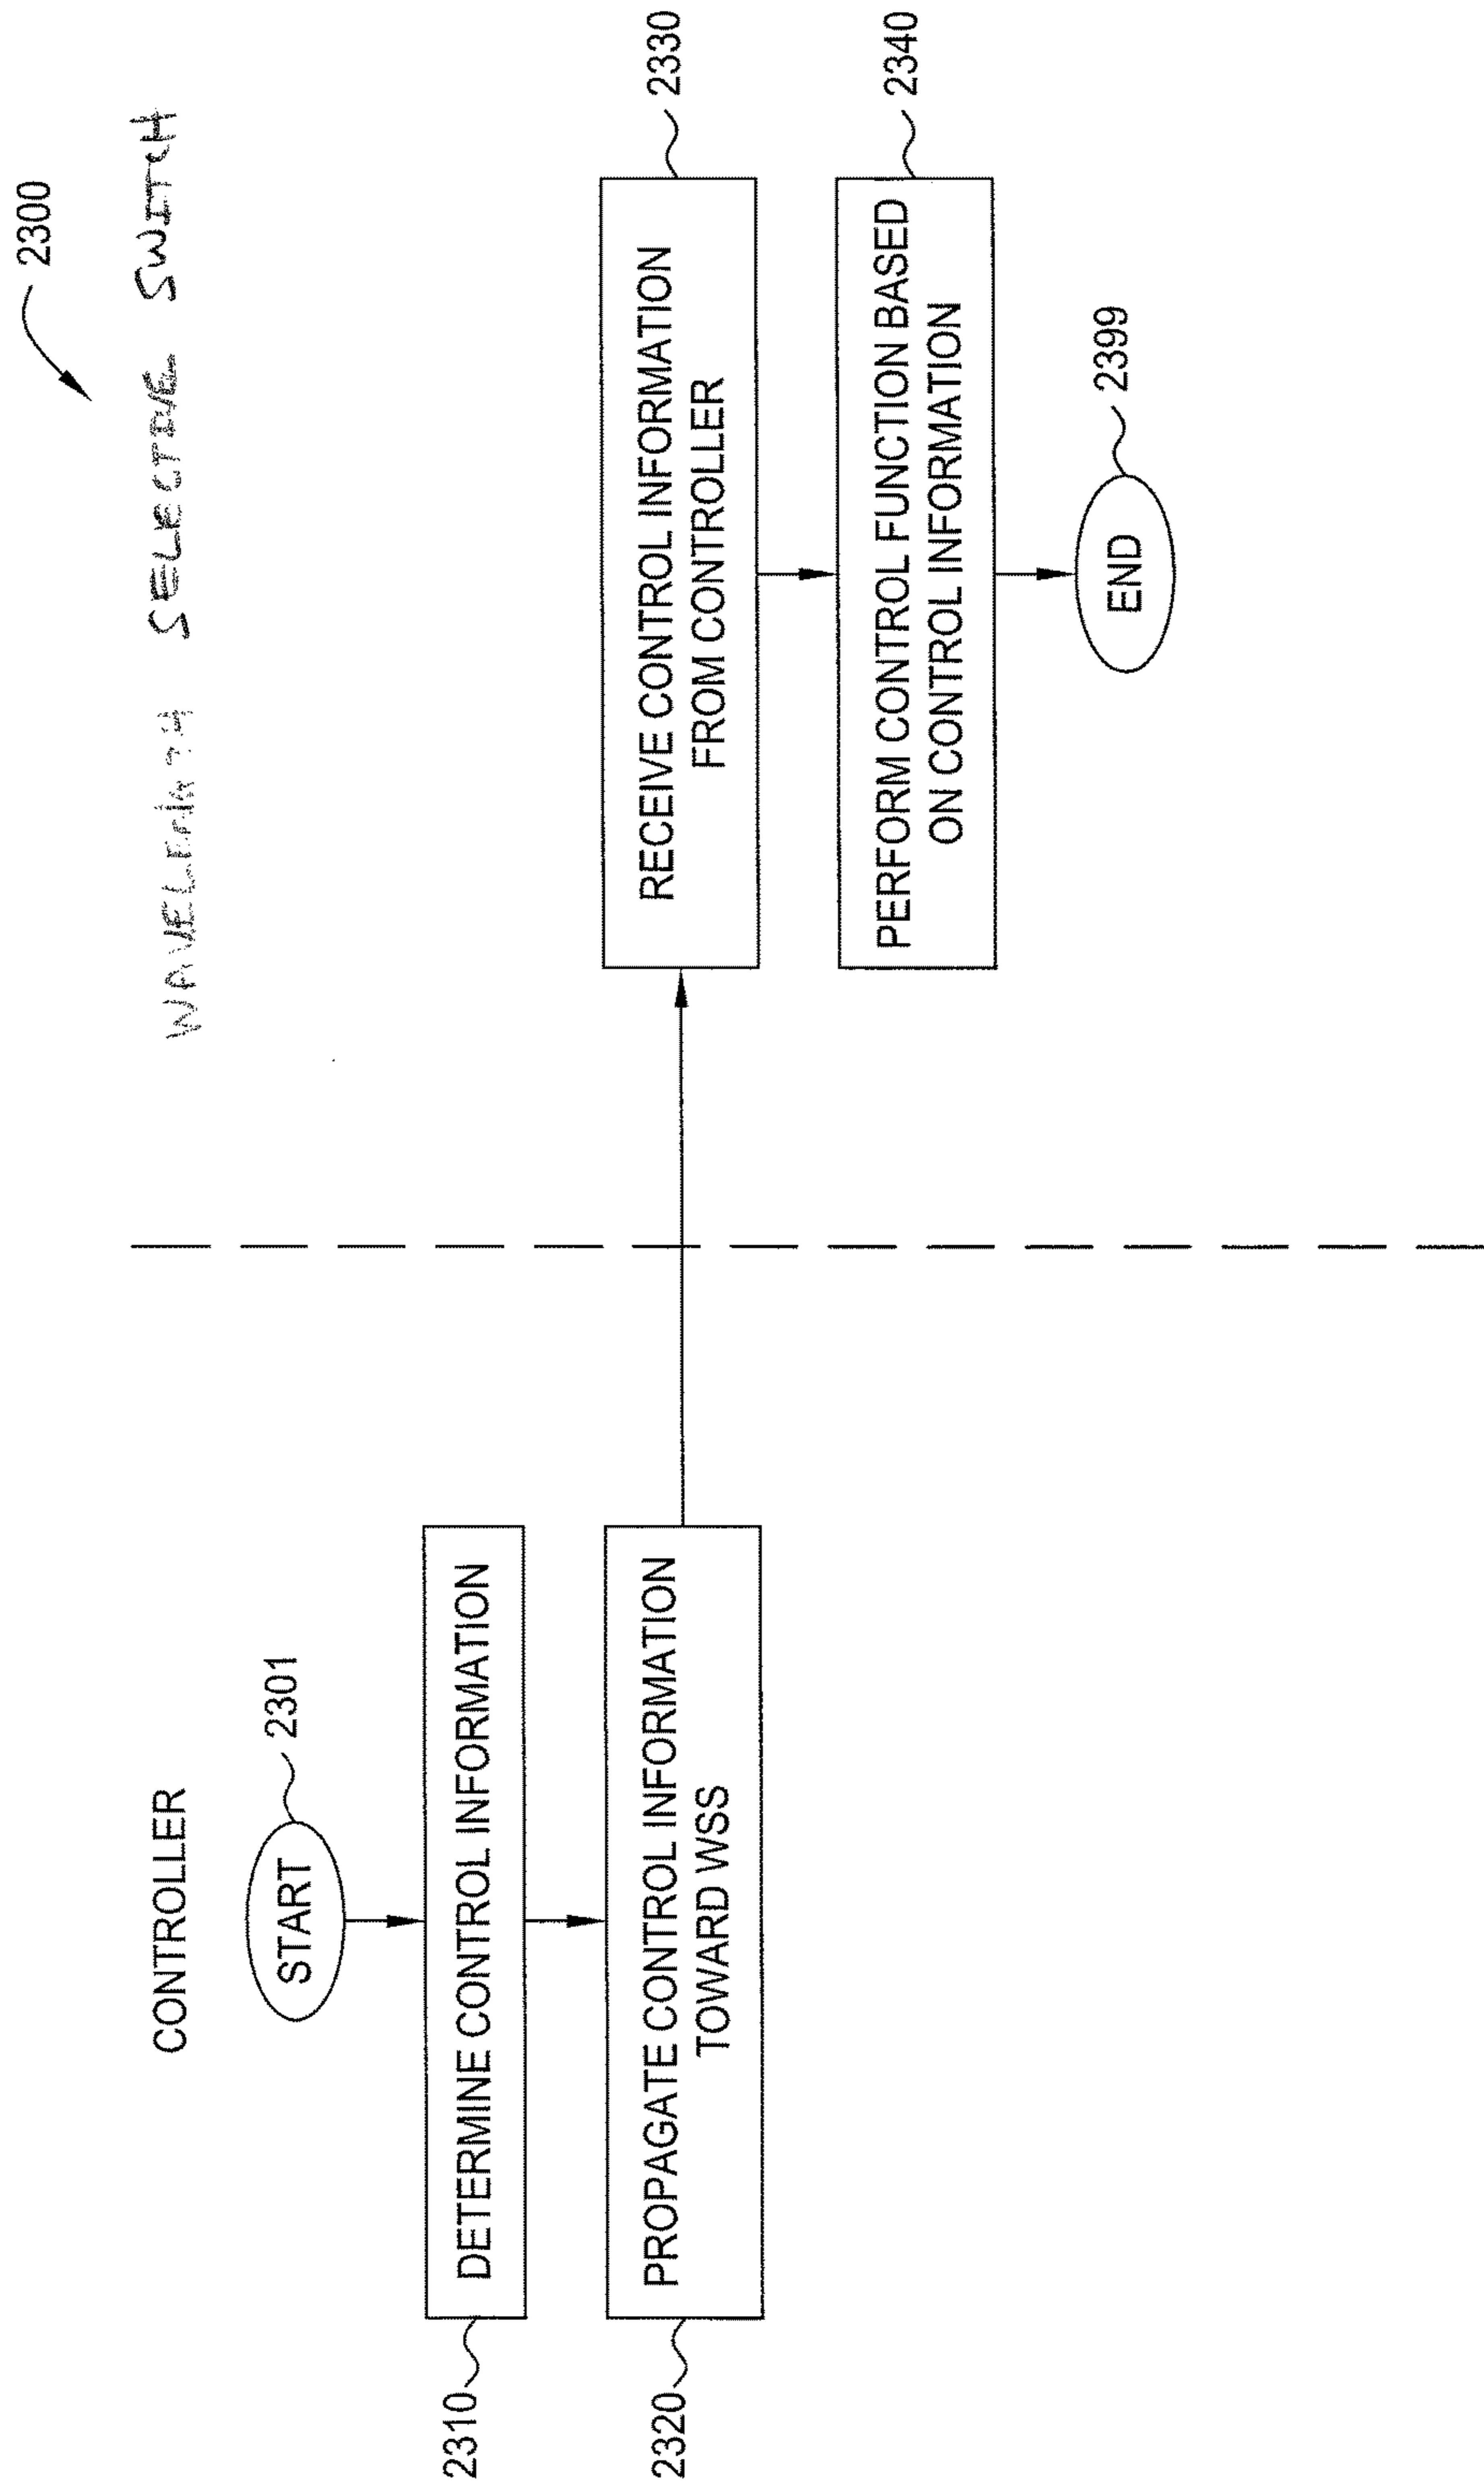 2300
CONTROLLER
WAVELENGTH SELECTIVE SWITCH
START
2301
2310
DETERMINE CONTROL INFORMATION
2320
PROPAGATE CONTROL INFORMATION
TOWARD WSS
RECEIVE CONTROL INFORMATION
FROM CONTROLLER
2330
PERFORM CONTROL FUNCTION BASED
ON CONTROL INFORMATION
2340
END
2399